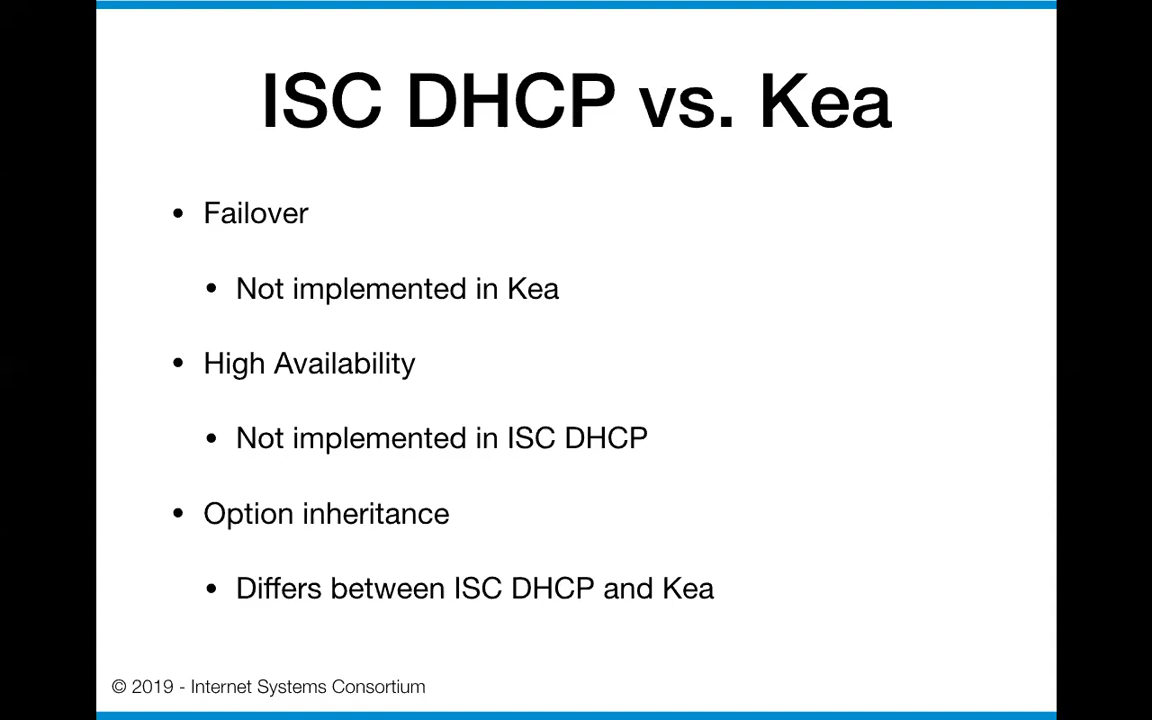 ISC DHCP vs. Kea
• Failover
• Not implemented in Kea
• High Availability
• Not implemented in ISC DHCP
• Option inheritance
• Differs between ISC DHCP and Kea
© 2019 - Internet Systems Consortium